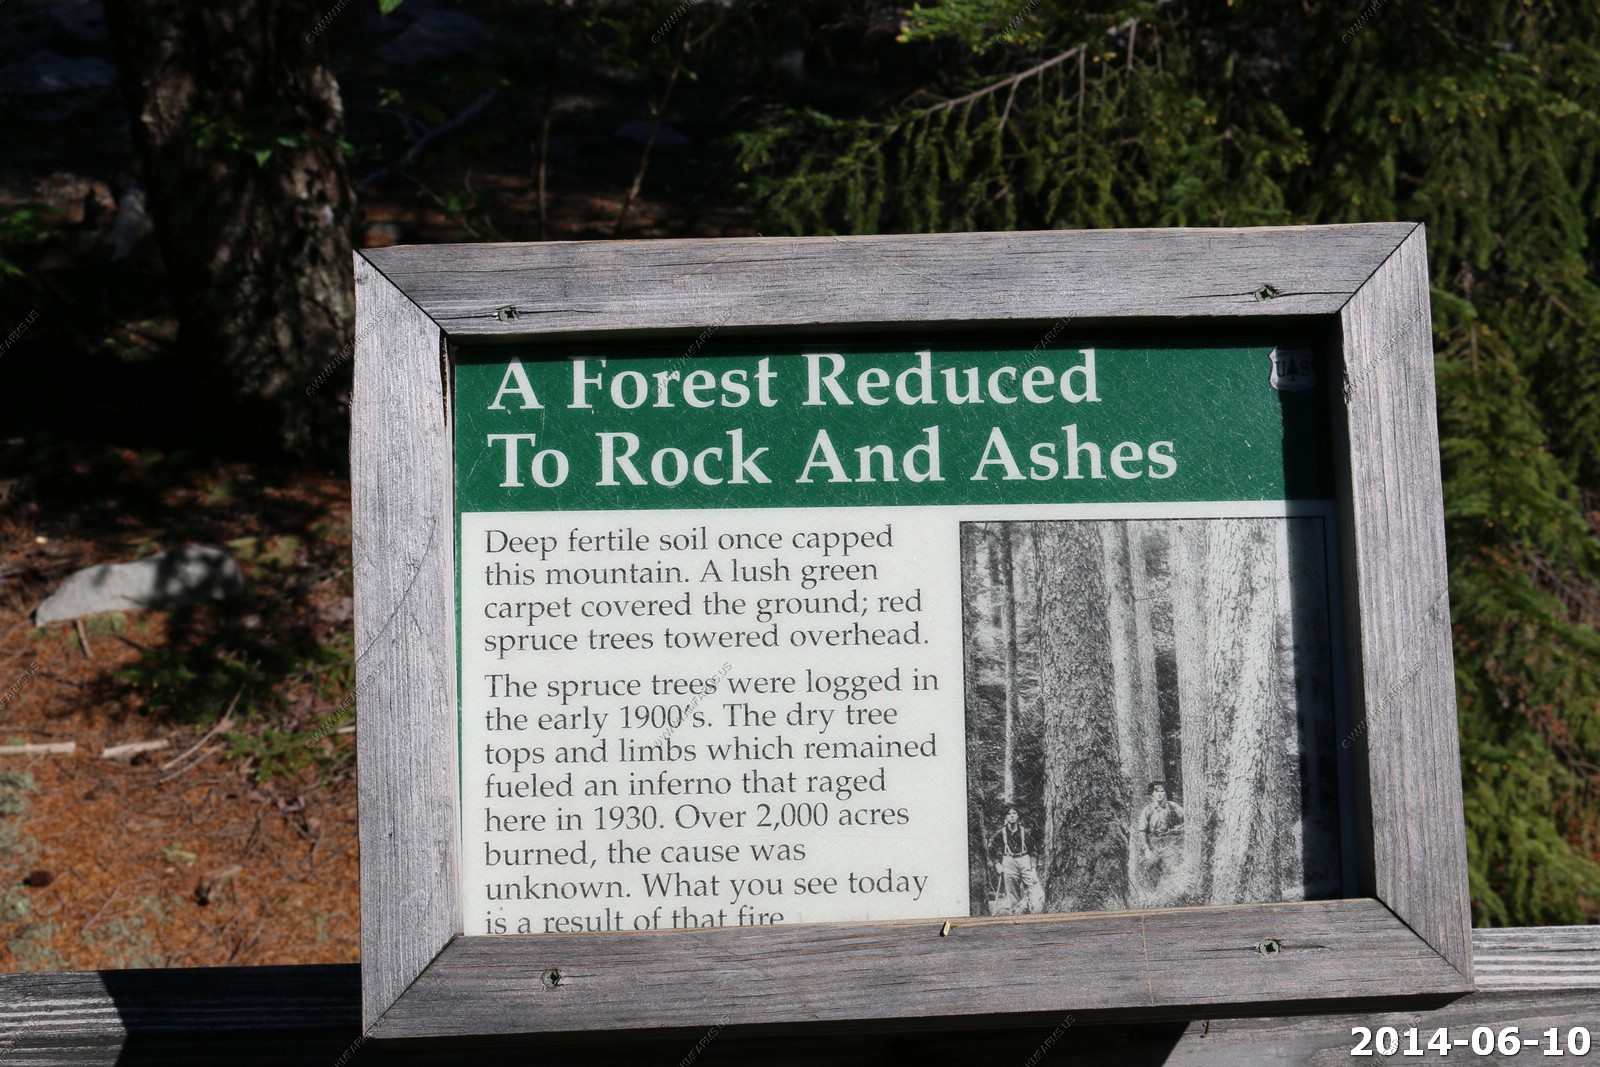 A Forest Reduced
To Rock And Ashes
UAS
Deep fertile soil once capped
this mountain. A lush green
carpet covered the ground; red
spruce trees towered overhead.
The spruce trees were logged in
the early 1900's. The dry tree
tops and limbs which remained
fueled an inferno that raged
here in 1930. Over 2,000 acres
burned, the cause was
unknown. What you see today
is a result of that fire
2014-06-10